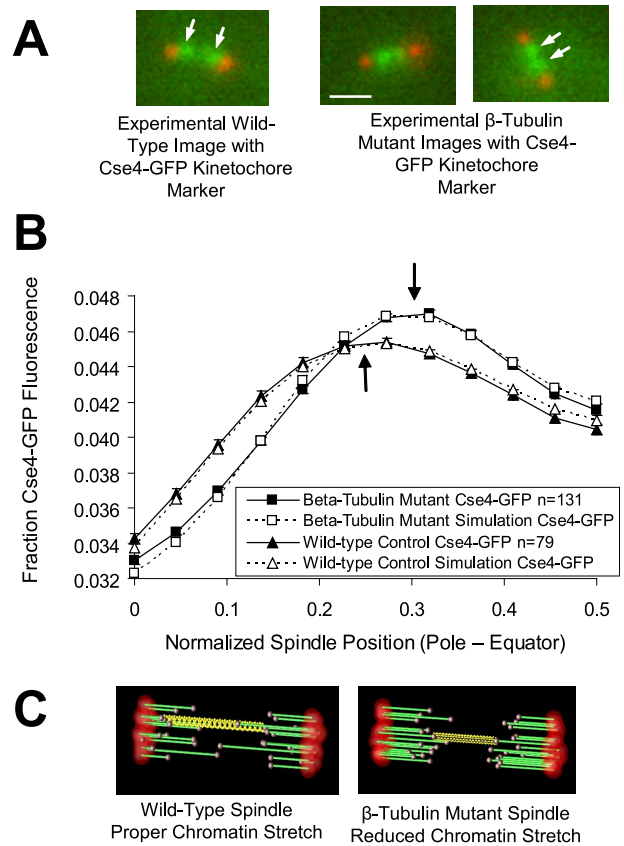 A
Experimental Wild-
Type Image with
Cse4-GFP Kinetochore
Marker
Experimental β-Tubulin
Mutant Images with Cse4-
GFP Kinetochore
Marker
B
Fraction Cse4-GFP Fluorescence
0.048
0.046
0.044
0.042
0.040
0.038
0.036
0.034
0.032
Beta-Tubulin Mutant Cse4-GFP n=131
Beta-Tubulin Mutant Simulation Cse4-GFP
Wild-type Control Cse4-GFP n=79
Wild-type Control Simulation Cse4-GFP
0 0.1 0.2 0.3 0.4 0.5
Normalized Spindle Position (Pole – Equator)
C
Wild-Type Spindle
Proper Chromatin Stretch
β-Tubulin Mutant Spindle
Reduced Chromatin Stretch